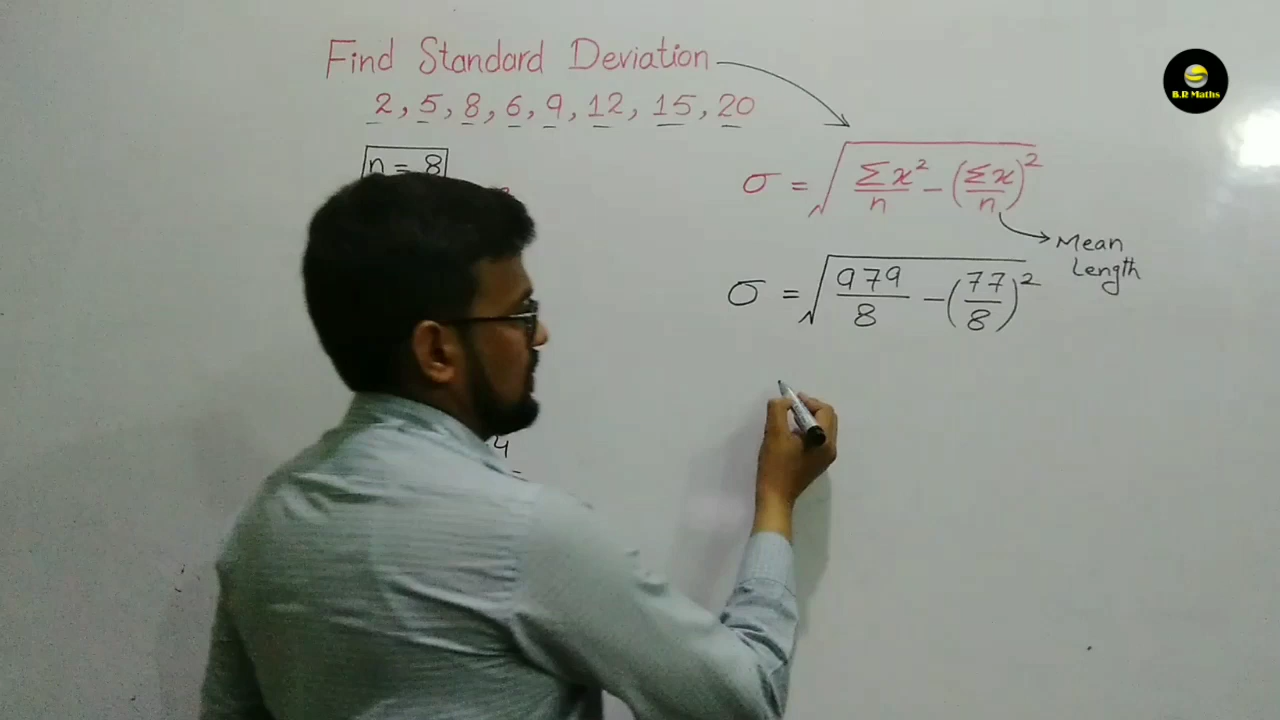 Find Standard Deviation
2, 5, 8, 6, 9, 12, 15, 20
n = 8
σ = √(Σx²/n − (Σx/n)²)
Mean Length
σ = √(979/8 − (77/8)²)
4
B.R Maths